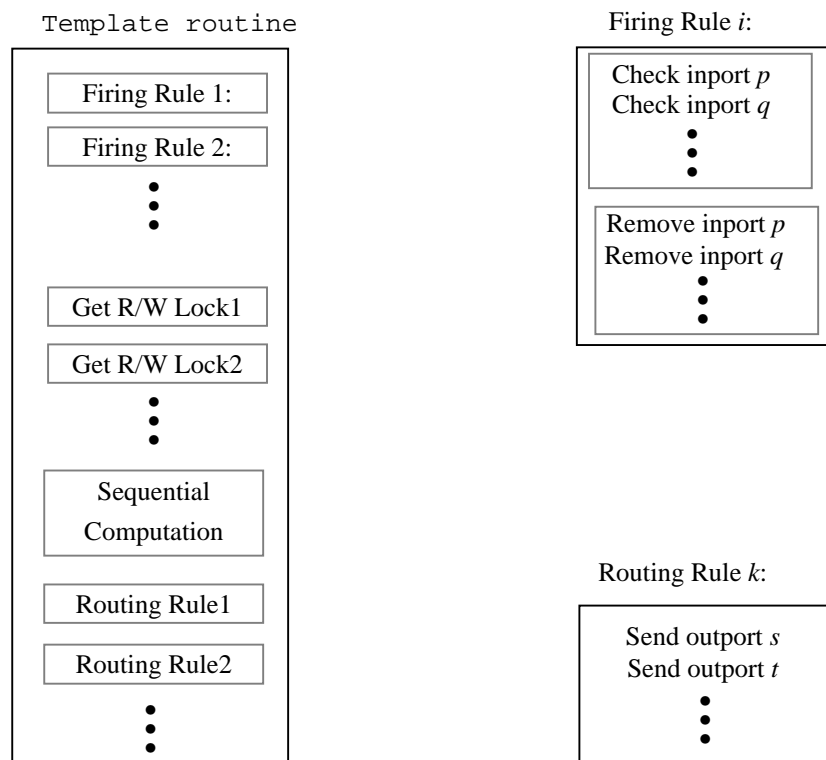 Template routine
Firing Rule 1:
Firing Rule 2:
Get R/W Lock1
Get R/W Lock2
Sequential
Computation
Routing Rule1
Routing Rule2
Firing Rule i:
Check inport p
Check inport q
Remove inport p
Remove inport q
Routing Rule k:
Send outport s
Send outport t